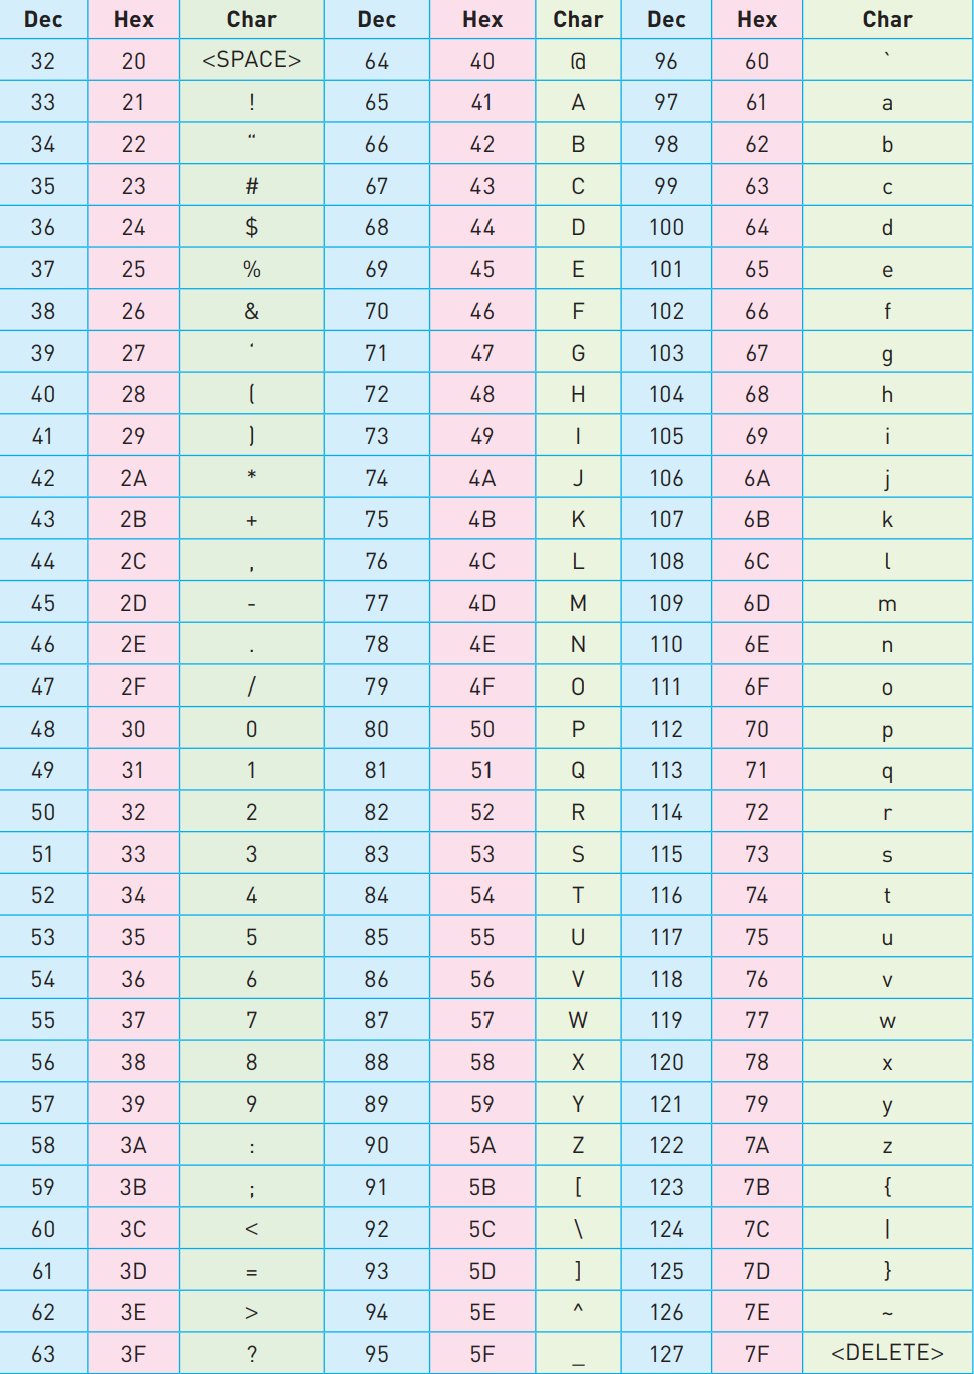 Dec Hex Char Dec Hex Char Dec Hex Char
32 20 <SPACE> 64 40 @ 96 60 `
33 21 ! 65 41 A 97 61 a
34 22 “ 66 42 B 98 62 b
35 23 # 67 43 C 99 63 c
36 24 $ 68 44 D 100 64 d
37 25 % 69 45 E 101 65 e
38 26 & 70 46 F 102 66 f
39 27 ‘ 71 47 G 103 67 g
40 28 ( 72 48 H 104 68 h
41 29 ) 73 49 I 105 69 i
42 2A * 74 4A J 106 6A j
43 2B + 75 4B K 107 6B k
44 2C , 76 4C L 108 6C l
45 2D - 77 4D M 109 6D m
46 2E . 78 4E N 110 6E n
47 2F / 79 4F O 111 6F o
48 30 0 80 50 P 112 70 p
49 31 1 81 51 Q 113 71 q
50 32 2 82 52 R 114 72 r
51 33 3 83 53 S 115 73 s
52 34 4 84 54 T 116 74 t
53 35 5 85 55 U 117 75 u
54 36 6 86 56 V 118 76 v
55 37 7 87 57 W 119 77 w
56 38 8 88 58 X 120 78 x
57 39 9 89 59 Y 121 79 y
58 3A : 90 5A Z 122 7A z
59 3B ; 91 5B [ 123 7B {
60 3C < 92 5C \ 124 7C |
61 3D = 93 5D ] 125 7D }
62 3E > 94 5E ^ 126 7E ~
63 3F ? 95 5F _ 127 7F <DELETE>